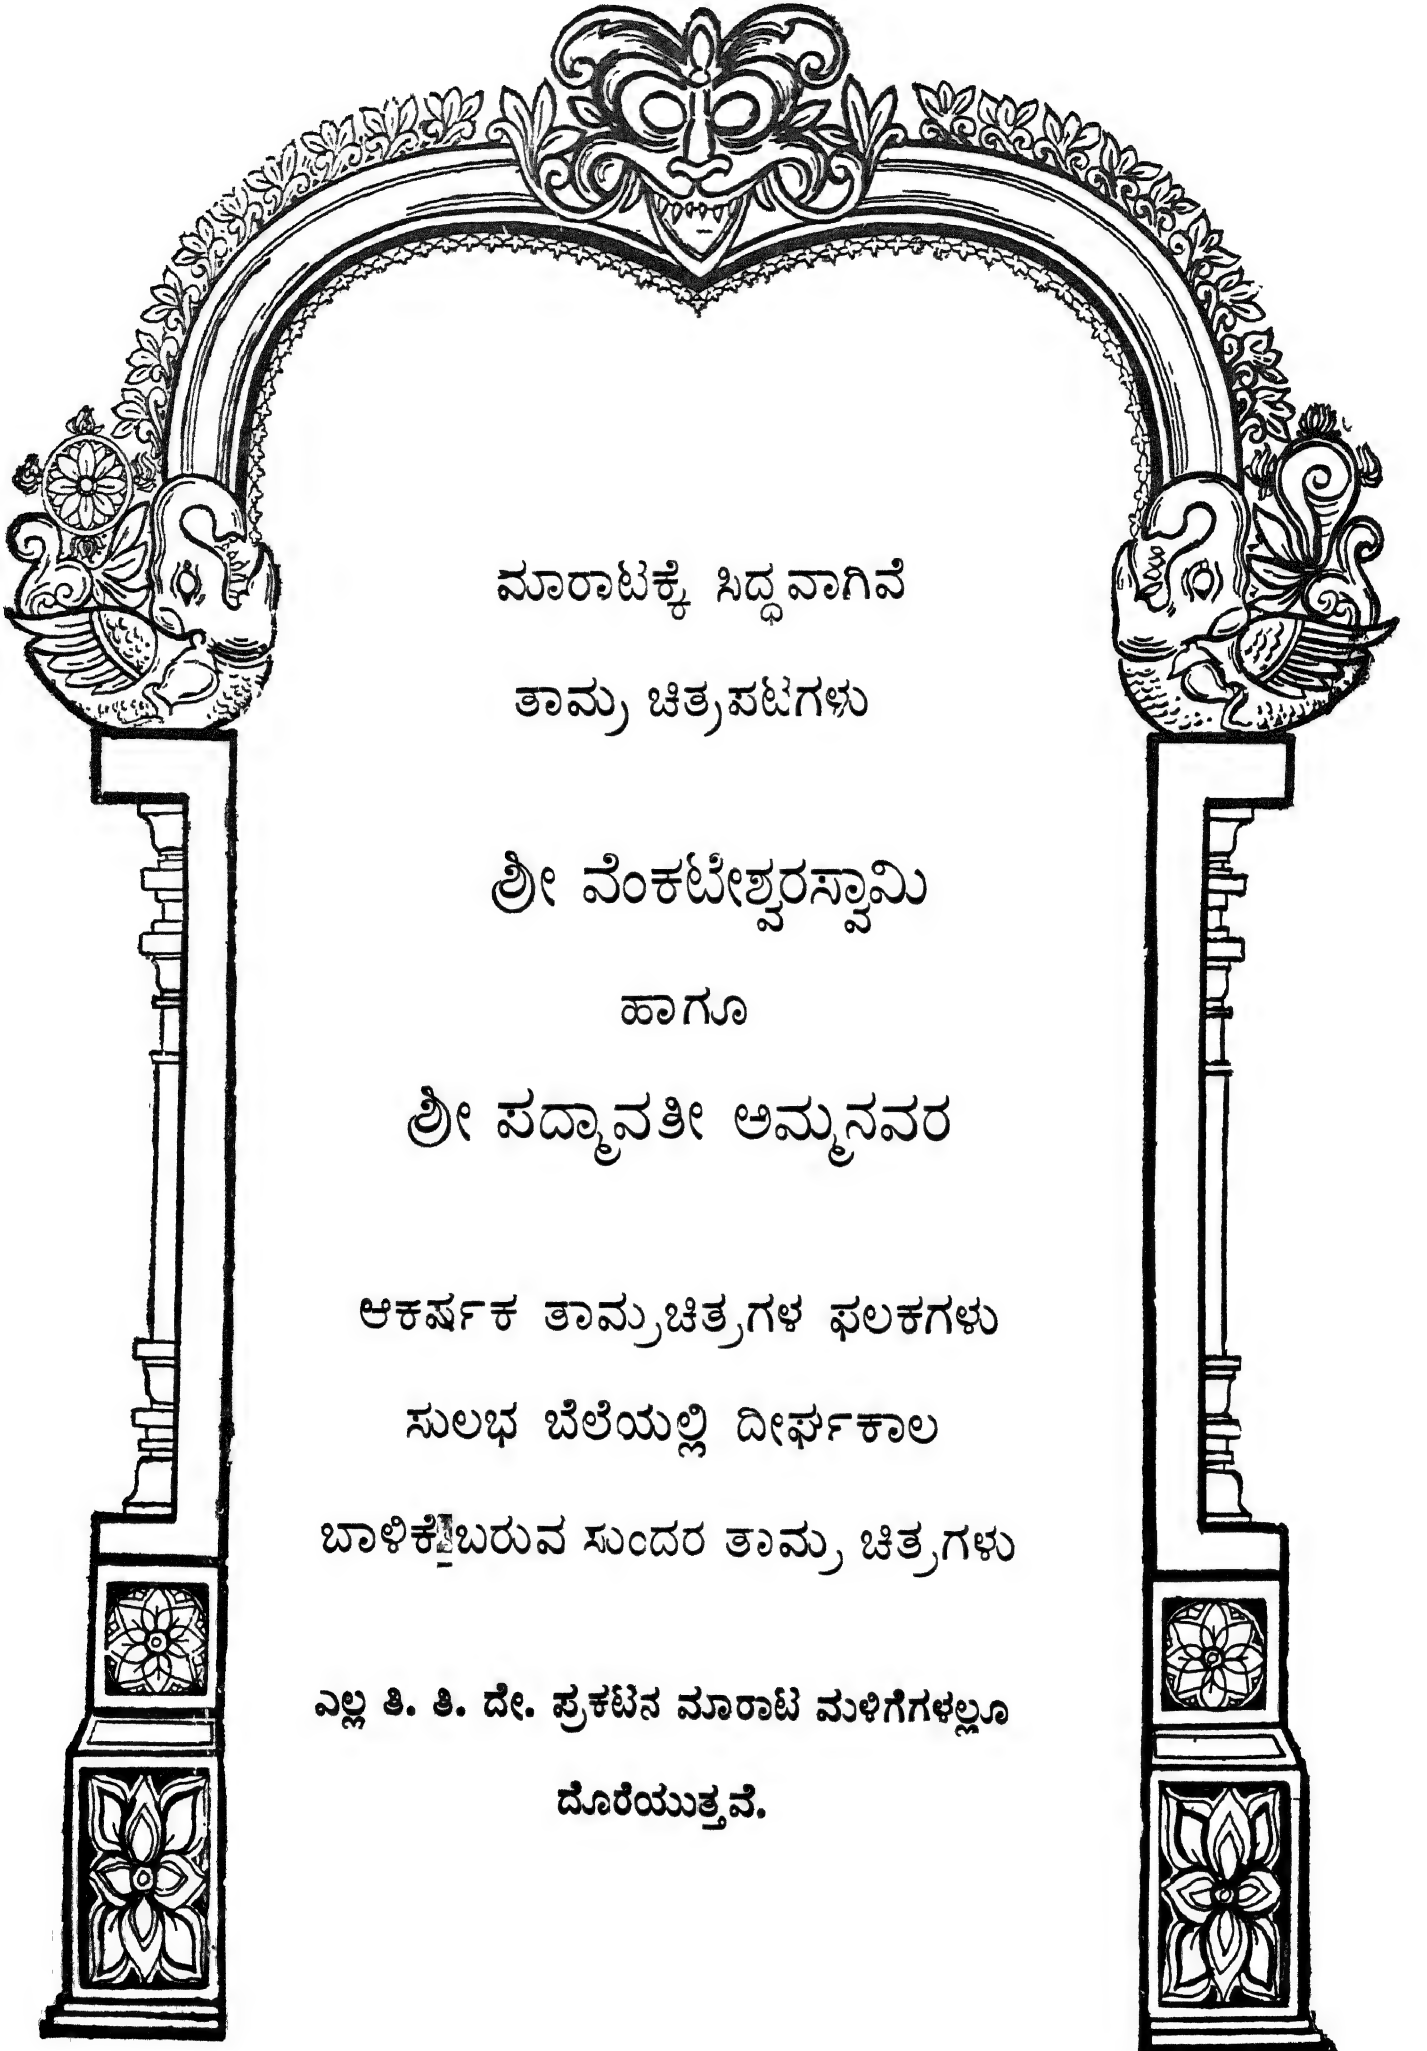 ಮಾರಾಟಕ್ಕೆ ಸಿದ್ಧವಾಗಿವೆ
ತಾಮ್ರ ಚಿತ್ರಪಟಗಳು
ಶ್ರೀ ವೆಂಕಟೇಶ್ವರಸ್ವಾಮಿ
ಹಾಗೂ
ಶ್ರೀ ಪದ್ಮಾವತೀ ಅಮ್ಮನವರ
ಆಕರ್ಷಕ ತಾಮ್ರಚಿತ್ರಗಳ ಫಲಕಗಳು
ಸುಲಭ ಬೆಲೆಯಲ್ಲಿ ದೀರ್ಘಕಾಲ
ಬಾಳಿಕೆ ಬರುವ ಸುಂದರ ತಾಮ್ರ ಚಿತ್ರಗಳು
ಎಲ್ಲ ತಿ. ತಿ. ದೇ. ಪ್ರಕಟನ ಮಾರಾಟ ಮಳಿಗೆಗಳಲ್ಲೂ
ದೊರೆಯುತ್ತವೆ.